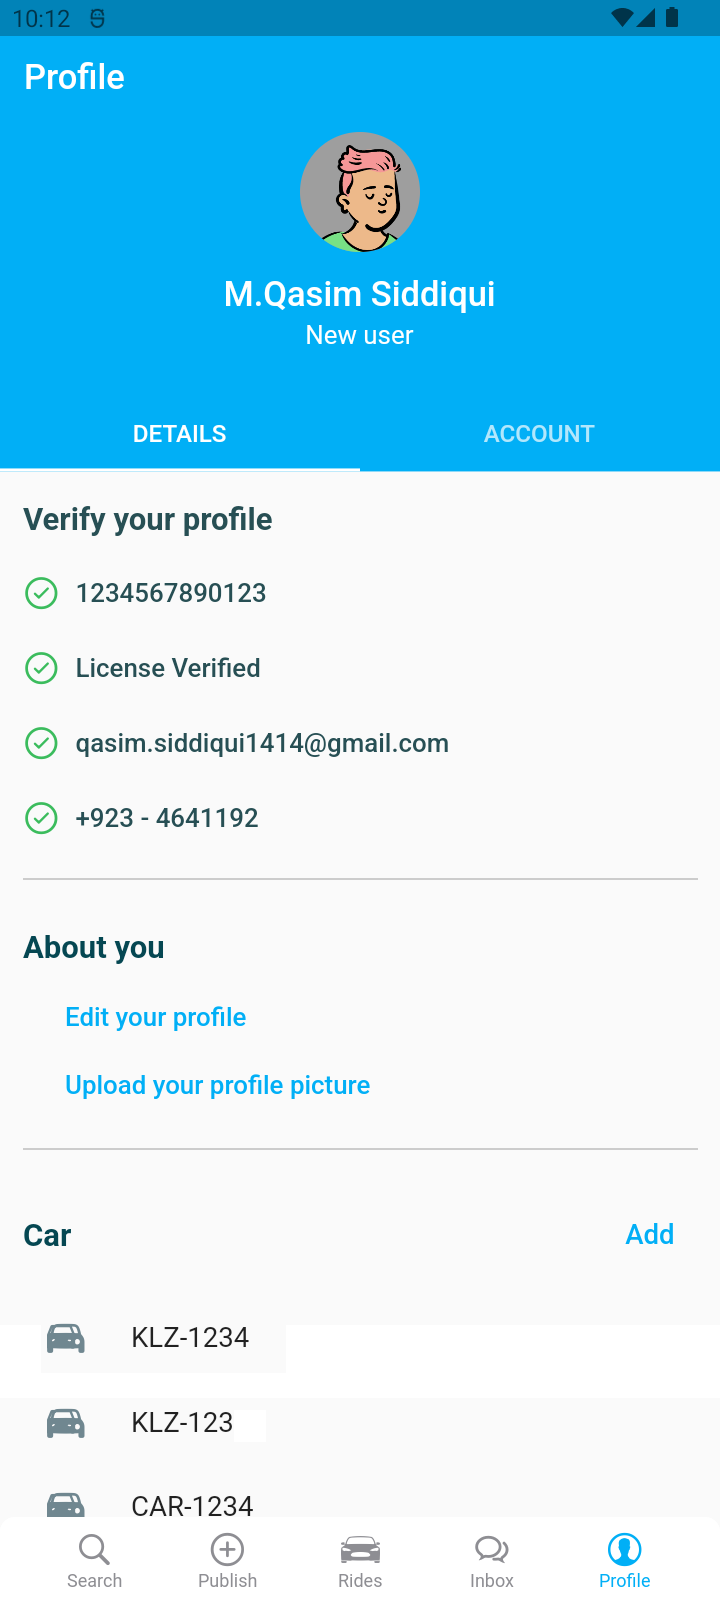 10:12
Profile
M.Qasim Siddiqui
New user
DETAILS ACCOUNT
Verify your profile
1234567890123
License Verified
qasim.siddiqui1414@gmail.com
+923 - 4641192
About you
Edit your profile
Upload your profile picture
Car Add
KLZ-1234
KLZ-123
CAR-1234
Search Publish Rides Inbox Profile